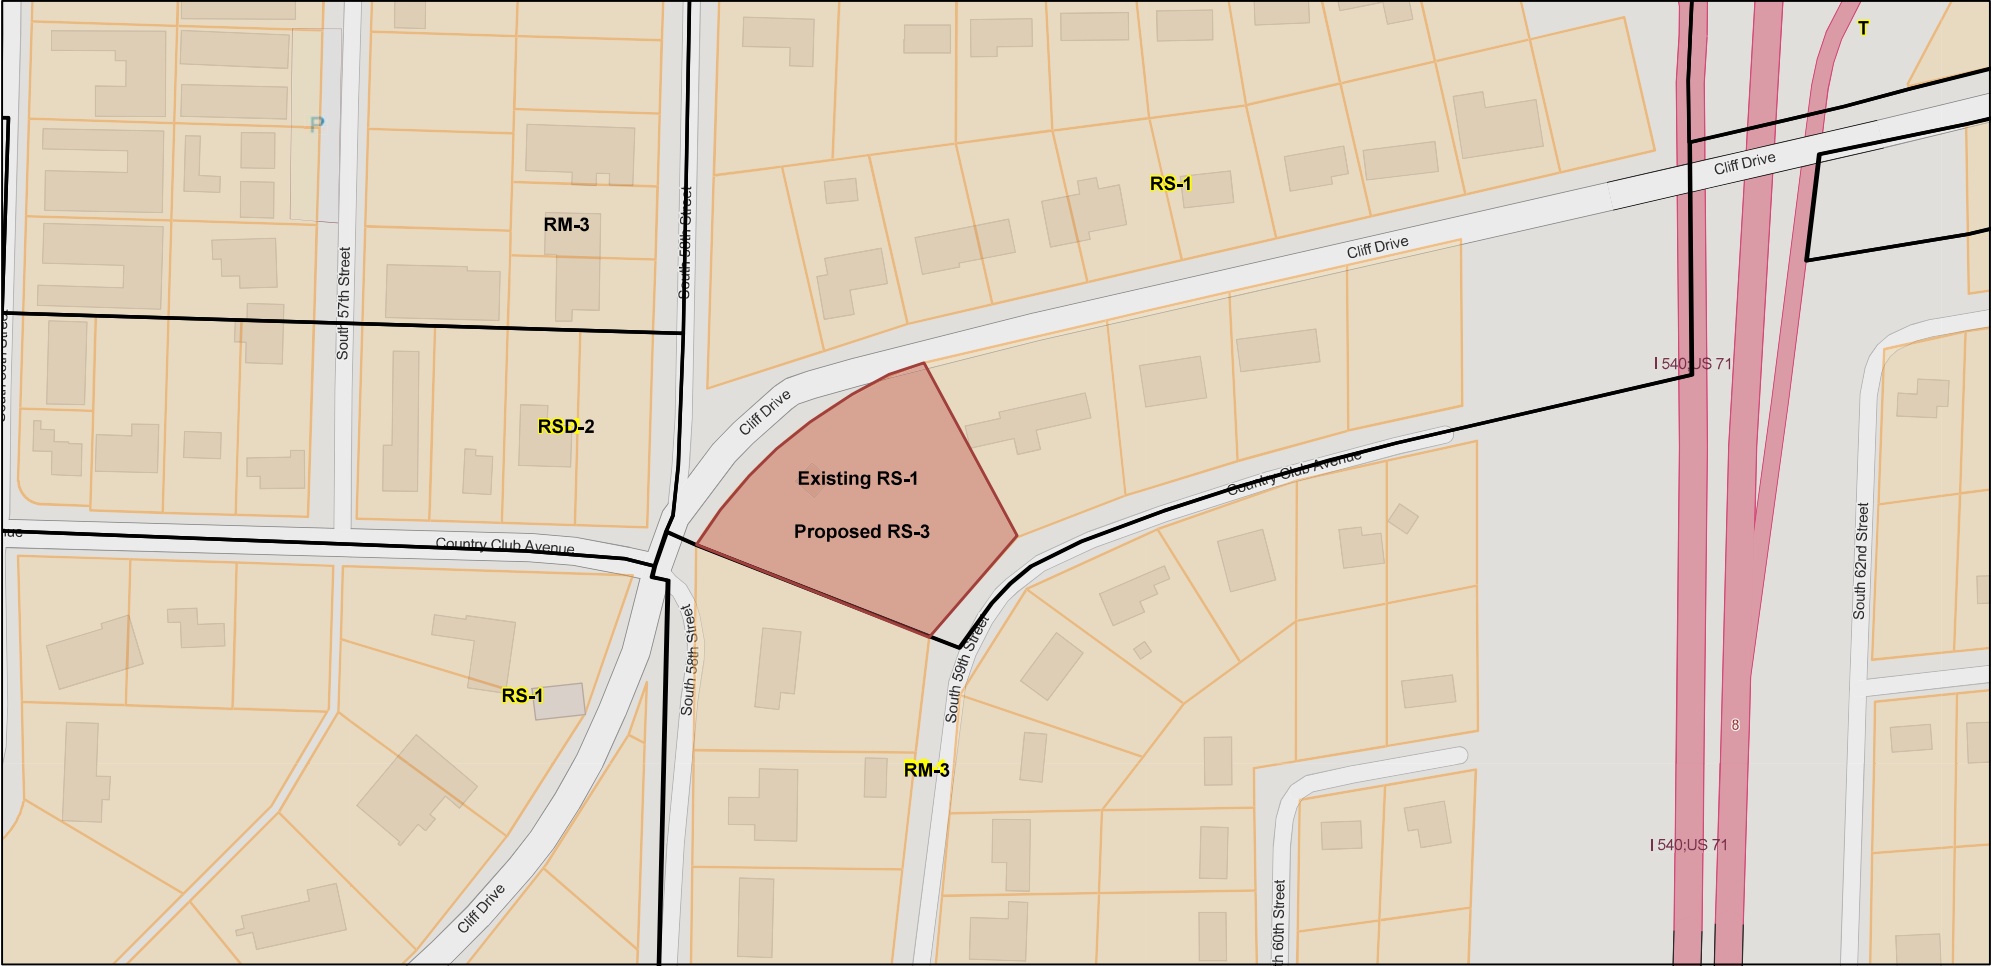 T
P
Cliff Drive
RS-1
RM-3
South 58th Street
Cliff Drive
South 57th Street
I 540;US 71
Cliff Drive
RSD-2
Existing RS-1
Proposed RS-3
Country Club Avenue
Country Club Avenue
South 62nd Street
South 58th Street
South 59th Street
RS-1
8
RM-3
I 540;US 71
Cliff Drive
th 60th Street